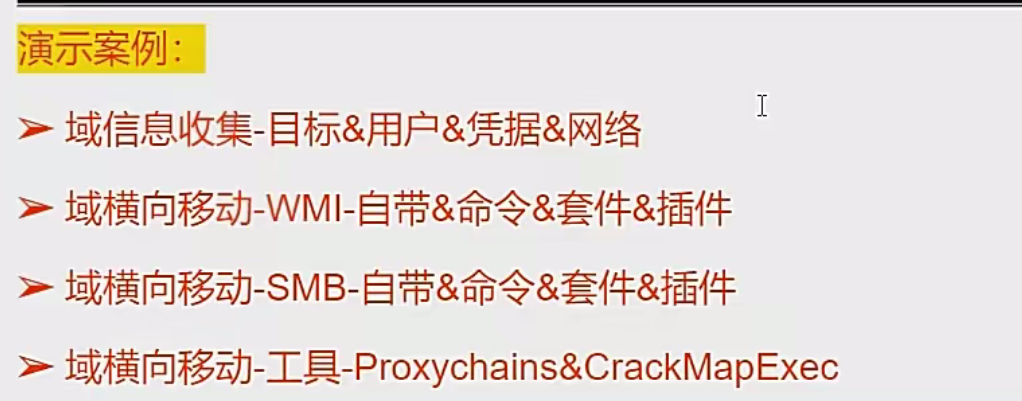 演示案例：
➢ 域信息收集-目标&用户&凭据&网络
➢ 域横向移动-WMI-自带&命令&套件&插件
➢ 域横向移动-SMB-自带&命令&套件&插件
➢ 域横向移动-工具-Proxychains&CrackMapExec